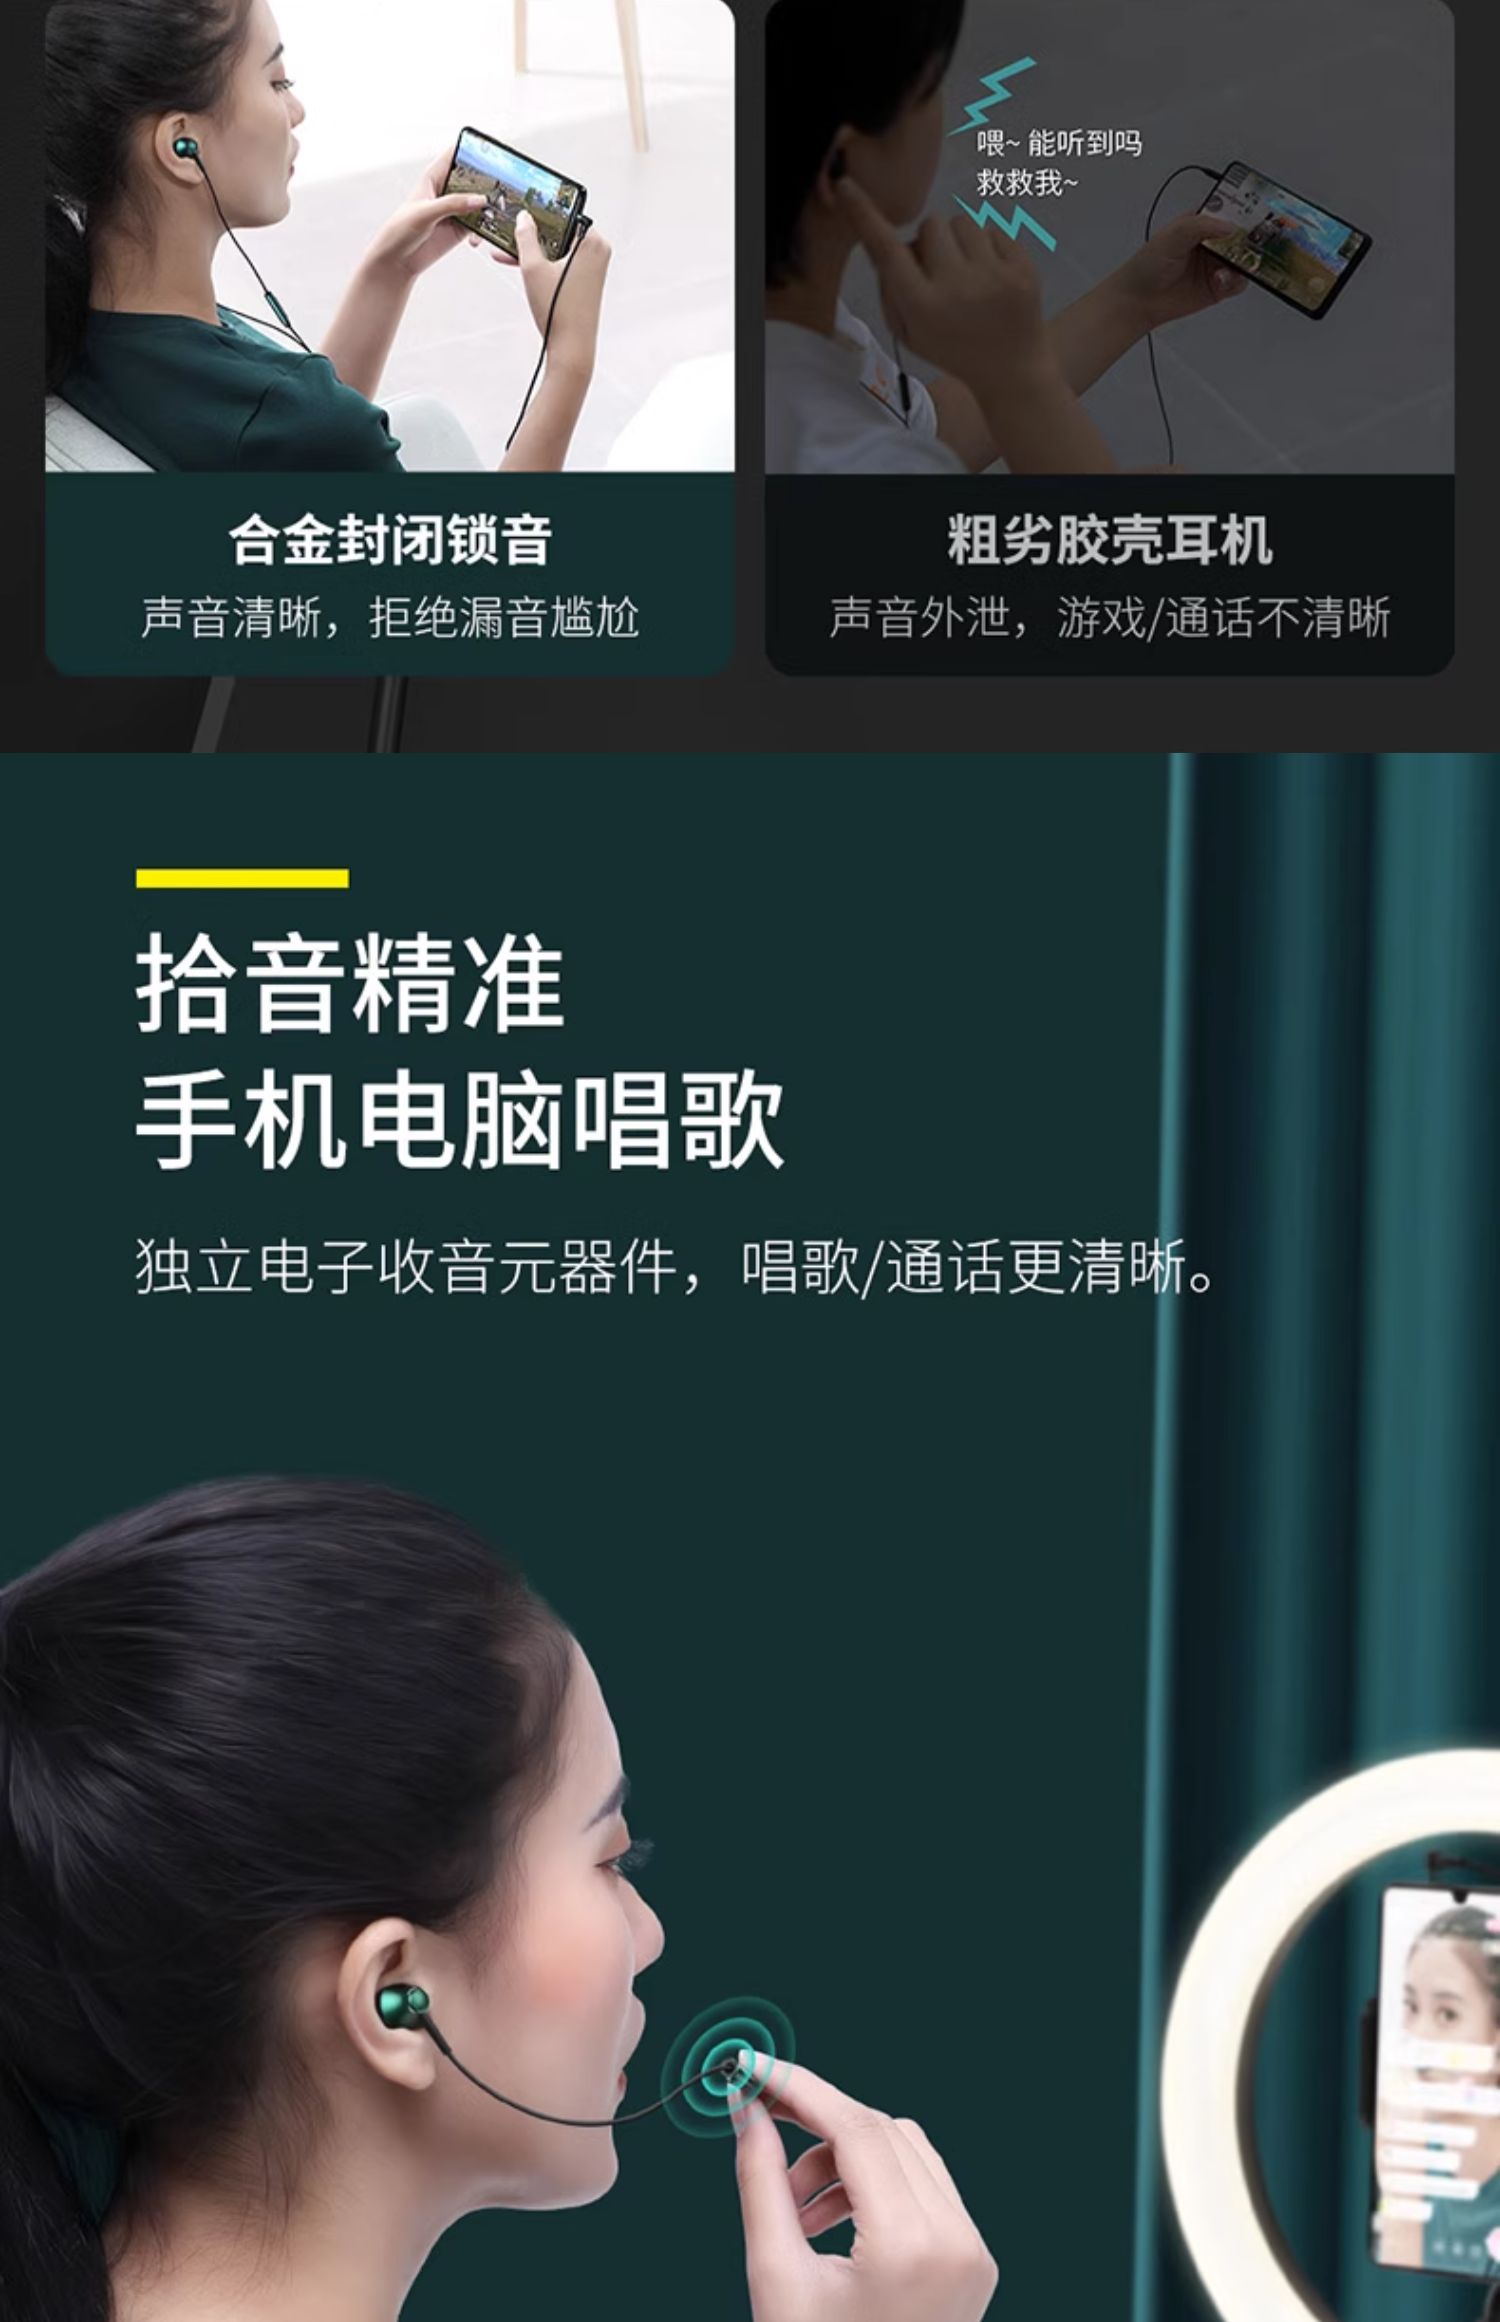 喂~ 能听到吗
救救我~
合金封闭锁音
声音清晰，拒绝漏音尴尬
粗劣胶壳耳机
声音外泄，游戏/通话不清晰
拾音精准
手机电脑唱歌
独立电子收音元器件，唱歌/通话更清晰。